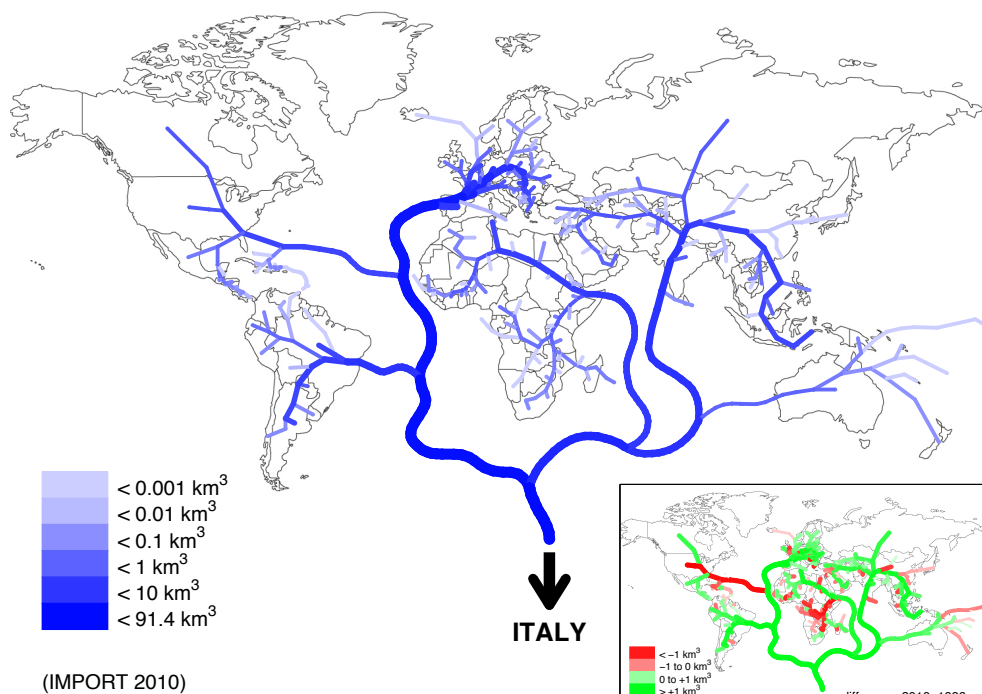 < 0.001 km³
< 0.01 km³
< 0.1 km³
< 1 km³
< 10 km³
< 91.4 km³
(IMPORT 2010)
ITALY
< −1 km³
−1 to 0 km³
0 to +1 km³
> +1 km³